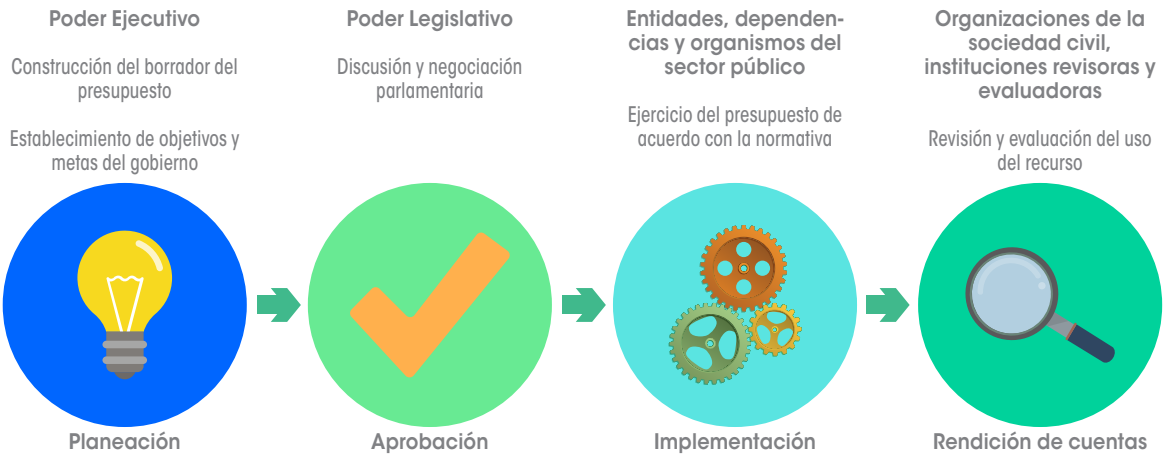 Poder Ejecutivo
Construcción del borrador del
presupuesto
Establecimiento de objetivos y
metas del gobierno
Planeación
Poder Legislativo
Discusión y negociación
parlamentaria
Aprobación
Entidades, dependen-
cias y organismos del
sector público
Ejercicio del presupuesto de
acuerdo con la normativa
Implementación
Organizaciones de la
sociedad civil,
instituciones revisoras y
evaluadoras
Revisión y evaluación del uso
del recurso
Rendición de cuentas